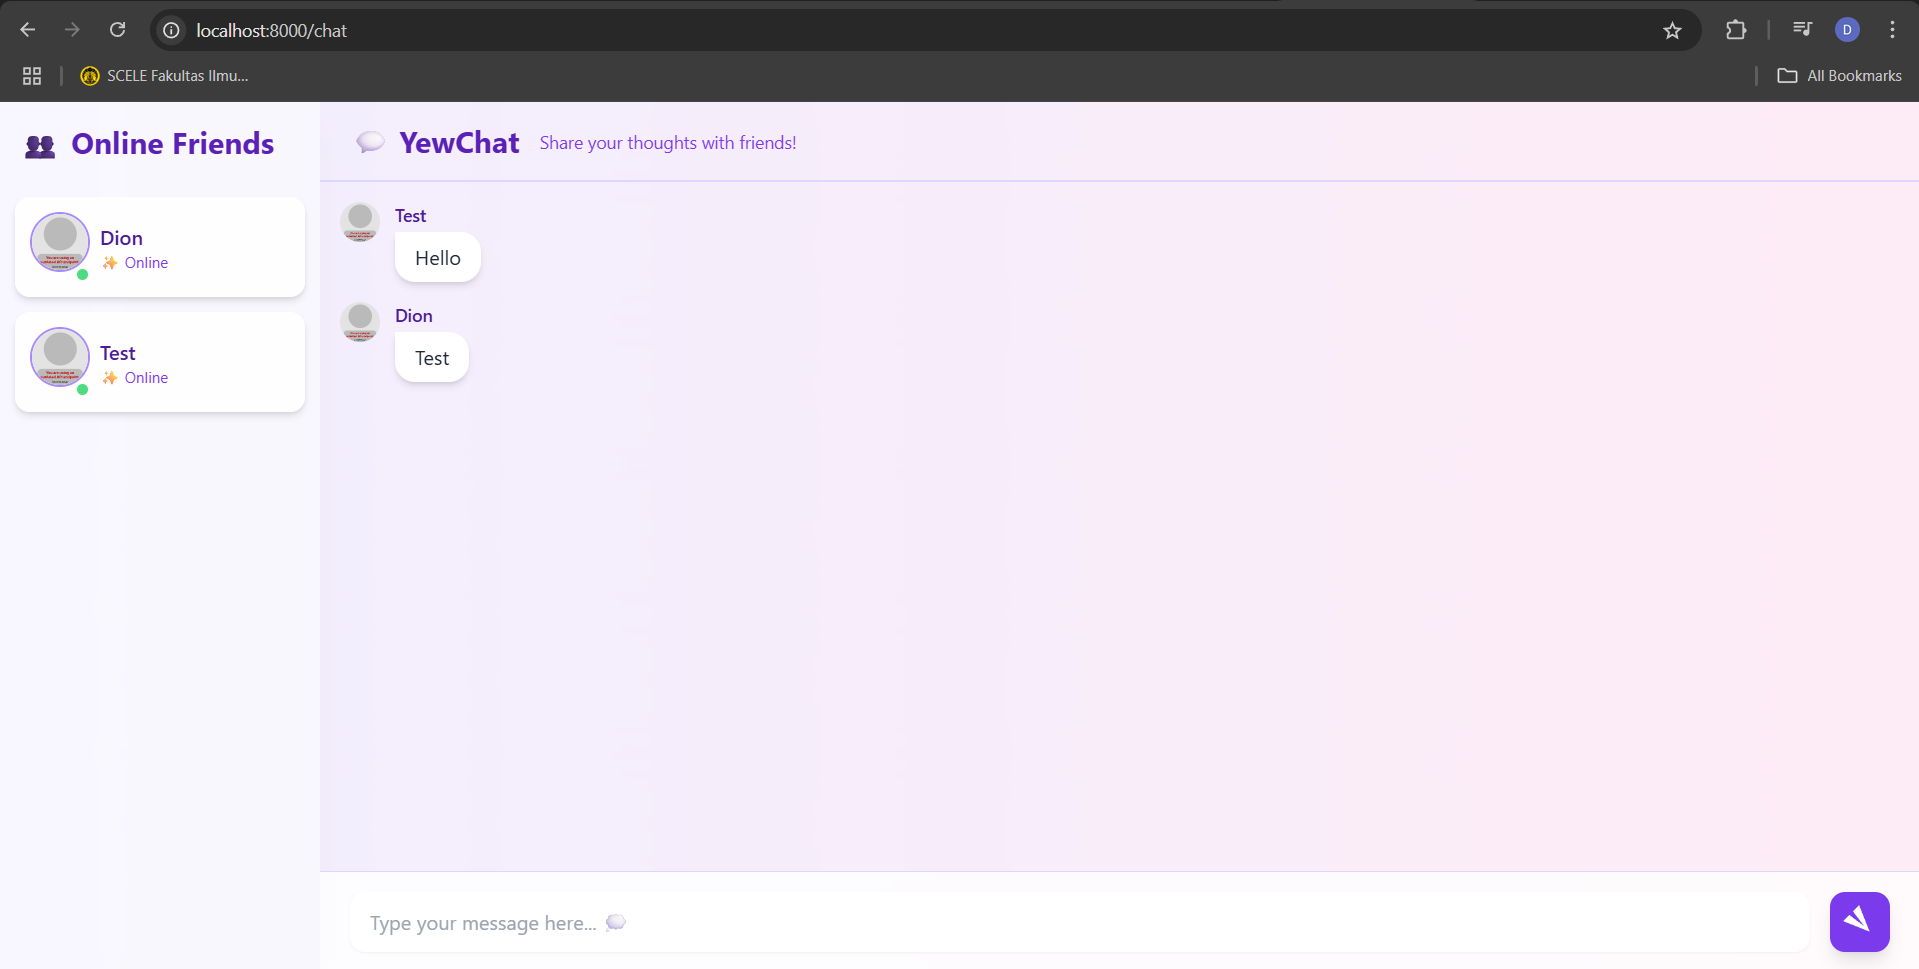 localhost:8000/chat
D
SCELE Fakultas Ilmu...
All Bookmarks
Online Friends
Dion
✨ Online
Test
✨ Online
YewChat
Share your thoughts with friends!
Test
Hello
Dion
Test
Type your message here... 💭